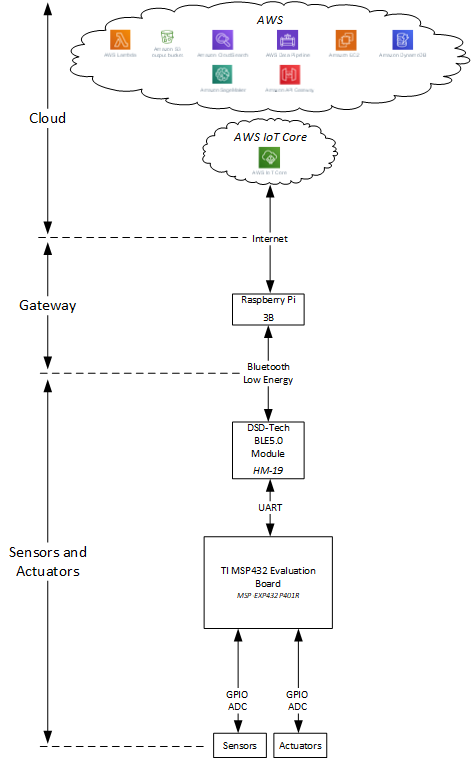 AWS
AWS Lambda
Amazon S3
output bucket
Amazon CloudSearch
AWS Data Pipeline
Amazon EC2
Amazon DynamoDB
Amazon SageMaker
Amazon API Gateway
Cloud
AWS IoT Core
AWS IoT Core
Internet
Gateway
Raspberry Pi
3B
Bluetooth
Low Energy
DSD-Tech
BLE5.0
Module
HM-19
UART
Sensors and
Actuators
TI MSP432 Evaluation
Board
MSP EXP432P401R
GPIO
ADC
GPIO
ADC
Sensors
Actuators